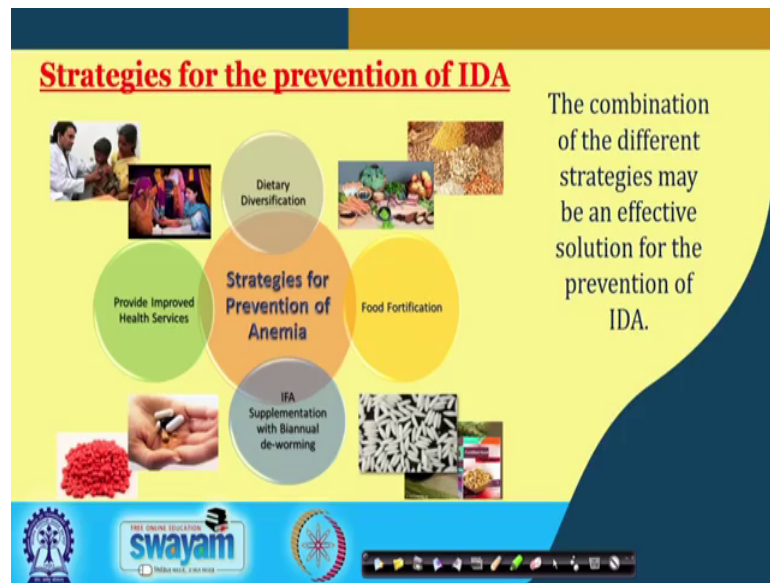 Strategies for the prevention of IDA
The combination
of the different
strategies may
be an effective
solution for the
prevention of
IDA.
Dietary
Diversification
Provide Improved
Health Services
Strategies for
Prevention of
Anemia
Food Fortification
IFA
Supplementation
with Biannual
de-worming
FREE ONLINE EDUCATION
swayam